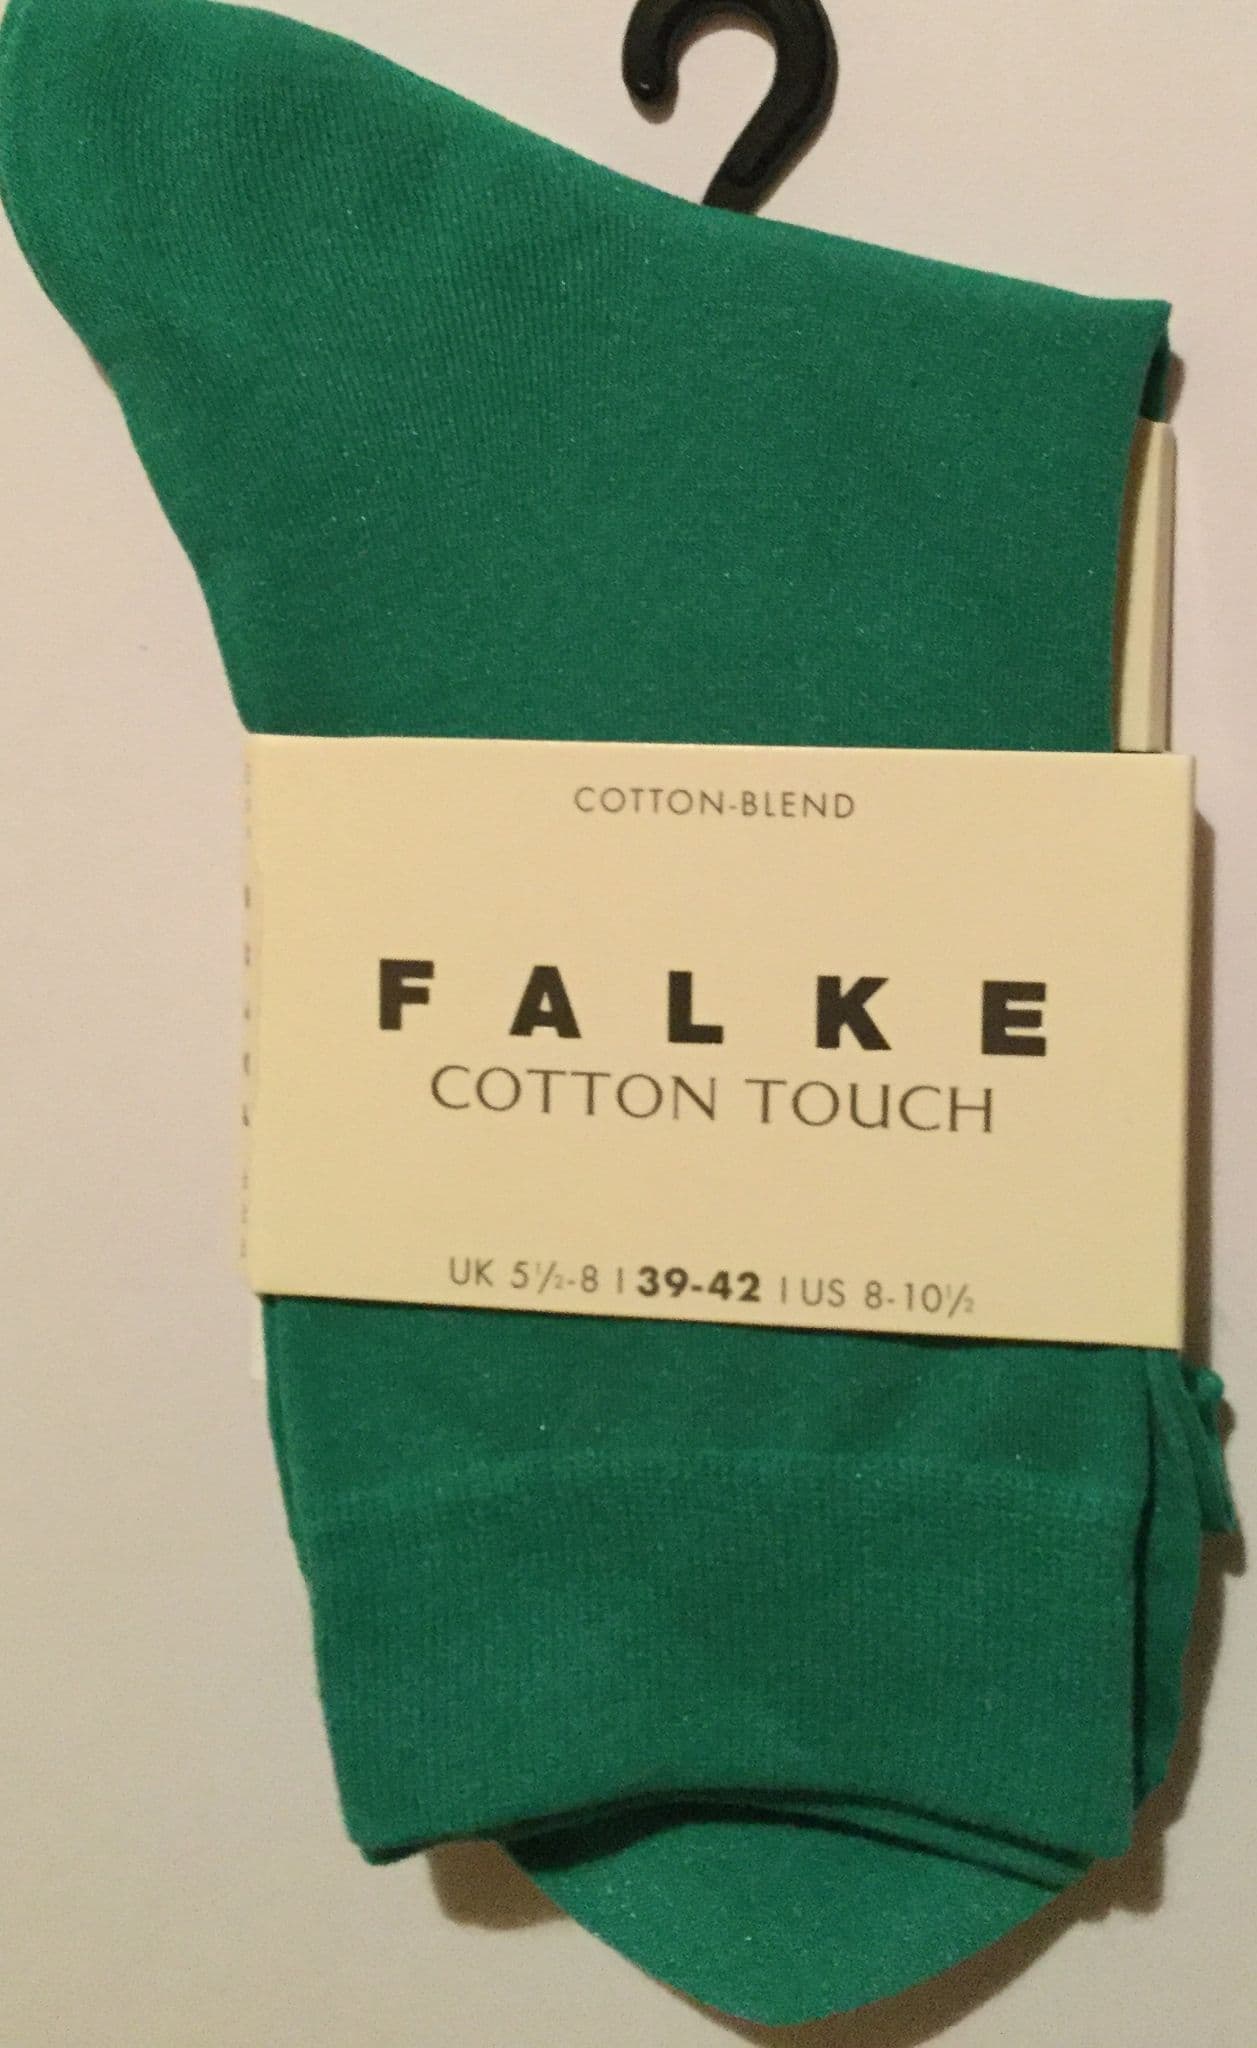 COTTON-BLEND
FALKE
COTTON TOUCH
UK 5½-8 | 39-42 | US 8-10½